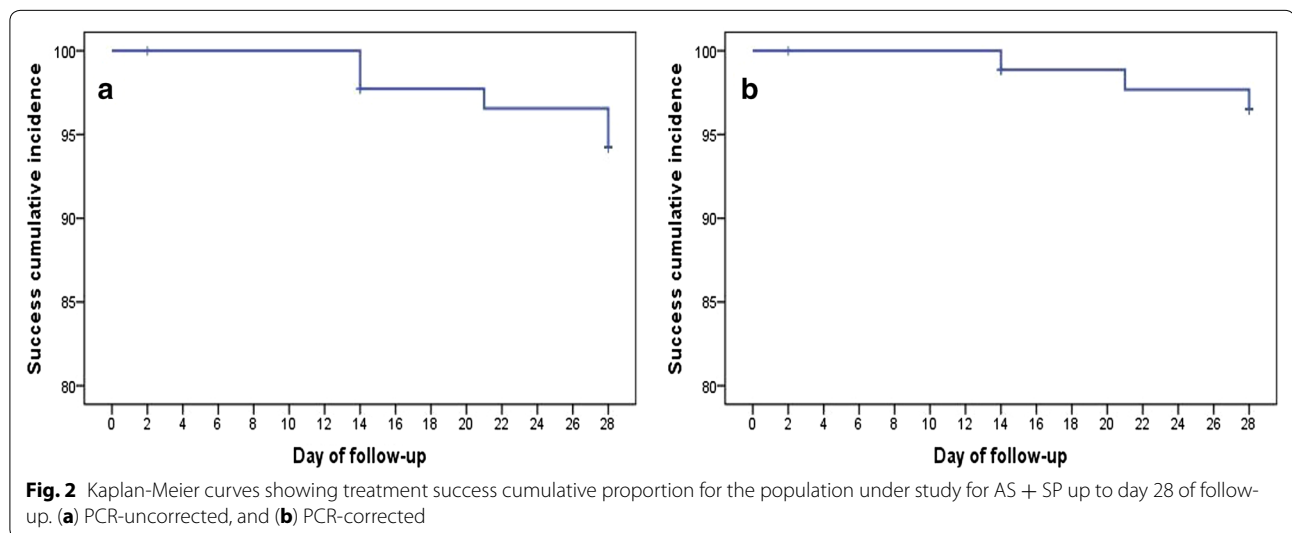 a
Success cumulative incidence
100
95
90
85
80
0 2 4 6 8 10 12 14 16 18 20 22 24 26 28
Day of follow-up
b
Success cumulative incidence
100
95
90
85
80
0 2 4 6 8 10 12 14 16 18 20 22 24 26 28
Day of follow-up
Fig. 2 Kaplan-Meier curves showing treatment success cumulative proportion for the population under study for AS + SP up to day 28 of follow-
up. (a) PCR-uncorrected, and (b) PCR-corrected